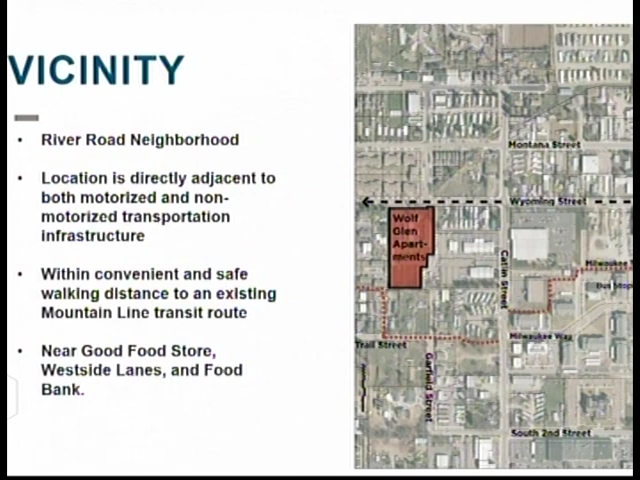 VICINITY
• River Road Neighborhood
• Location is directly adjacent to
both motorized and non-
motorized transportation
infrastructure
• Within convenient and safe
walking distance to an existing
Mountain Line transit route
• Near Good Food Store,
Westside Lanes, and Food
Bank.
Montana Street
Wyoming Street
Wolf
Glen
Apart-
ments
Catlin Street
Milwaukee
Bus Stop
Milwaukee Way
Trail Street
Garfield Street
South 2nd Street